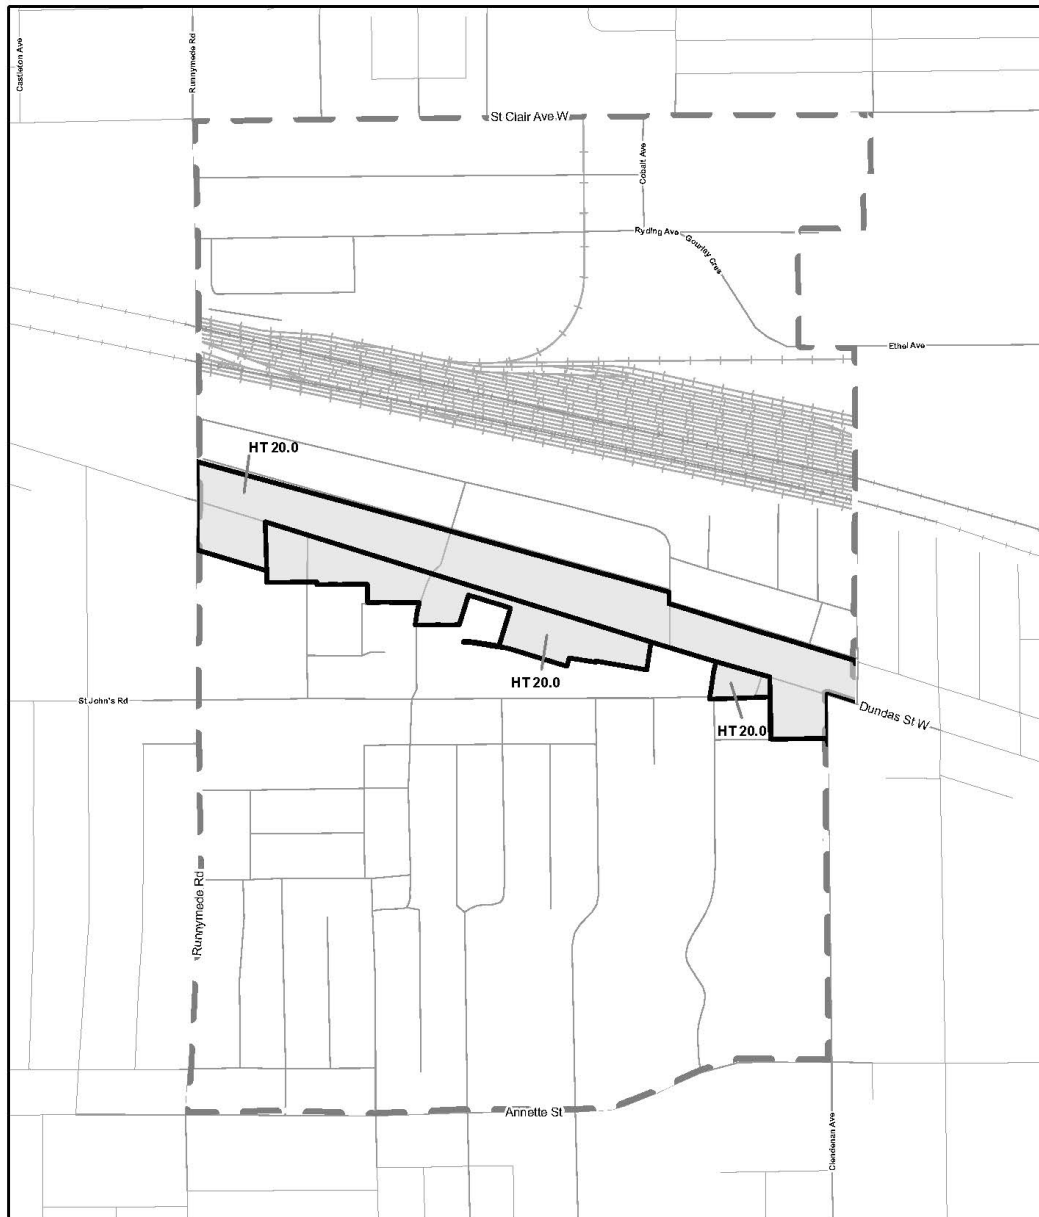 Castleton Ave
Runnymede Rd
St Clair Ave W
Cobalt Ave
Ryding Ave
Gourlay Cres
Ethel Ave
HT 20.0
HT 20.0
St John's Rd
HT 20.0
Dundas St W
Runnymede Rd
Annette St
Clendenan Ave